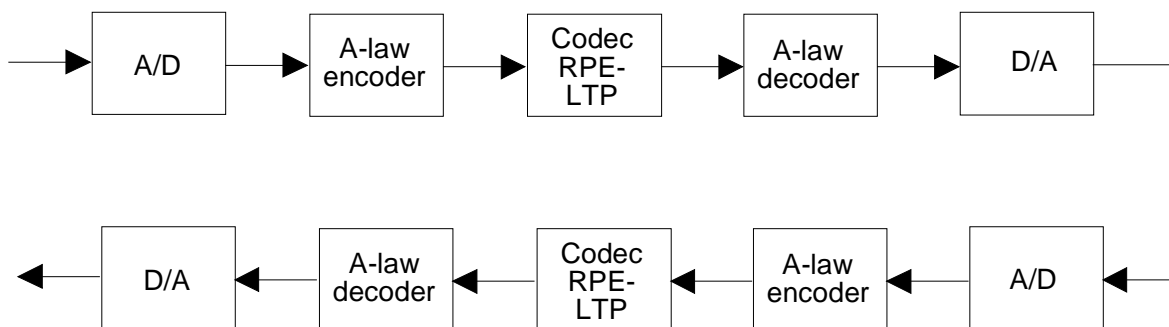 A/D
A-law
encoder
Codec
RPE-
LTP
A-law
decoder
D/A
D/A
A-law
decoder
Codec
RPE-
LTP
A-law
encoder
A/D